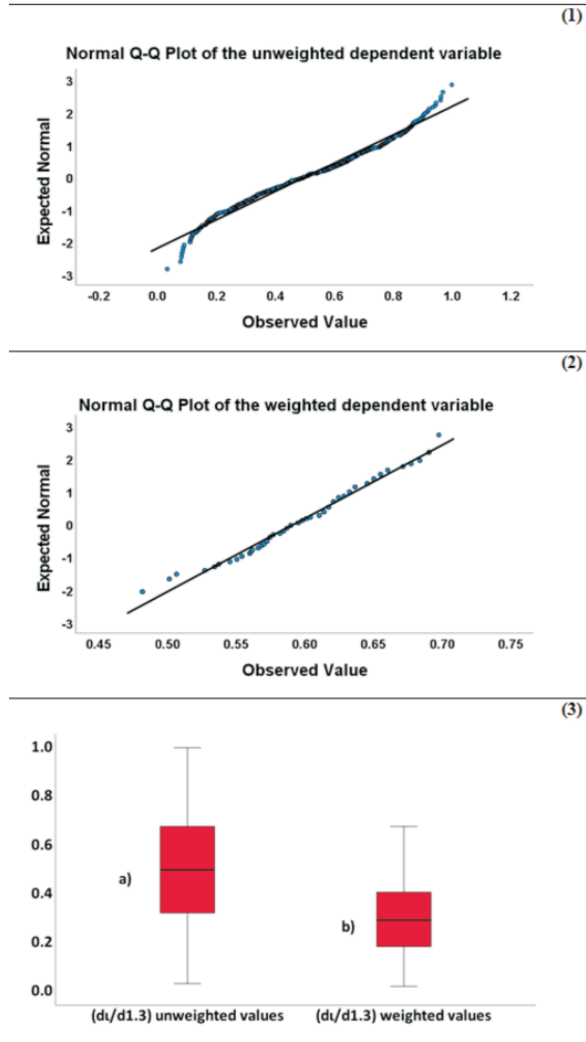 (1)
Normal Q-Q Plot of the unweighted dependent variable
3
2
1
0
-1
-2
-3
Expected Normal
-0.2 0.0 0.2 0.4 0.6 0.8 1.0 1.2
Observed Value
(2)
Normal Q-Q Plot of the weighted dependent variable
3
2
1
0
-1
-2
-3
Expected Normal
0.45 0.50 0.55 0.60 0.65 0.70 0.75
Observed Value
(3)
1.0
0.8
0.6
0.4
0.2
0.0
a)
b)
(dι/d1.3) unweighted values (dι/d1.3) weighted values